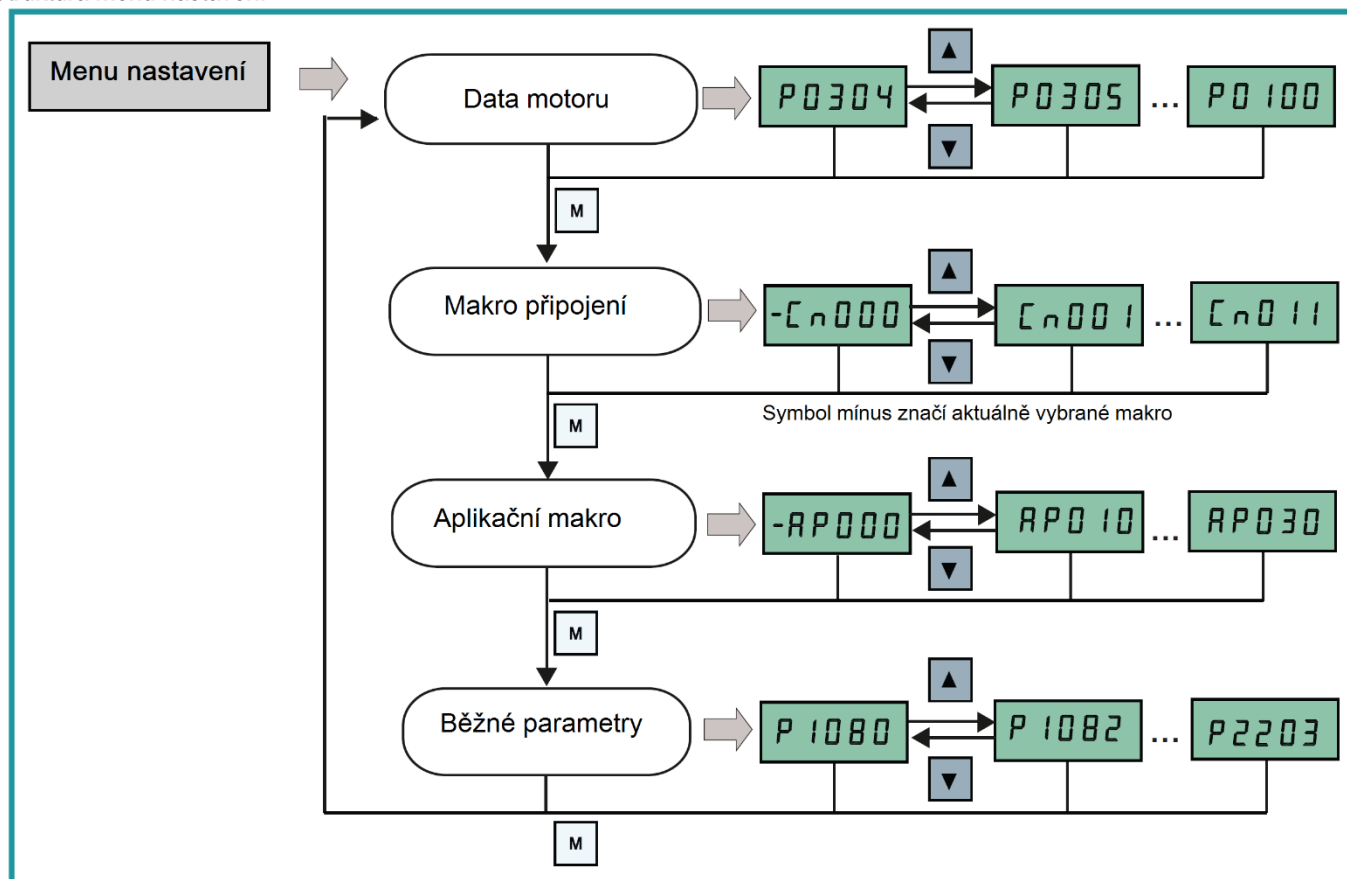 Menu nastavení
Data motoru
▲
P0304
P0305
...
P0100
▼
M
Makro připojení
▲
-Cn000
Cn001
...
Cn011
▼
Symbol mínus značí aktuálně vybrané makro
M
Aplikační makro
▲
-AP000
AP010
...
AP030
▼
M
Běžné parametry
▲
P1080
P1082
...
P2203
▼
M